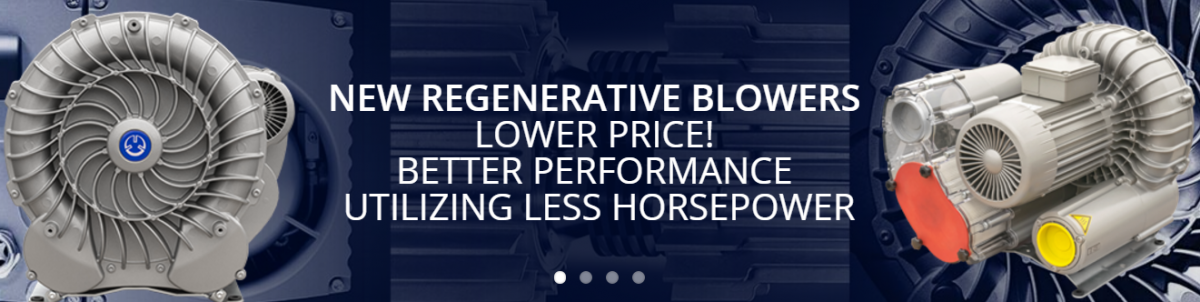 NEW REGENERATIVE BLOWERS
LOWER PRICE!
BETTER PERFORMANCE
UTILIZING LESS HORSEPOWER